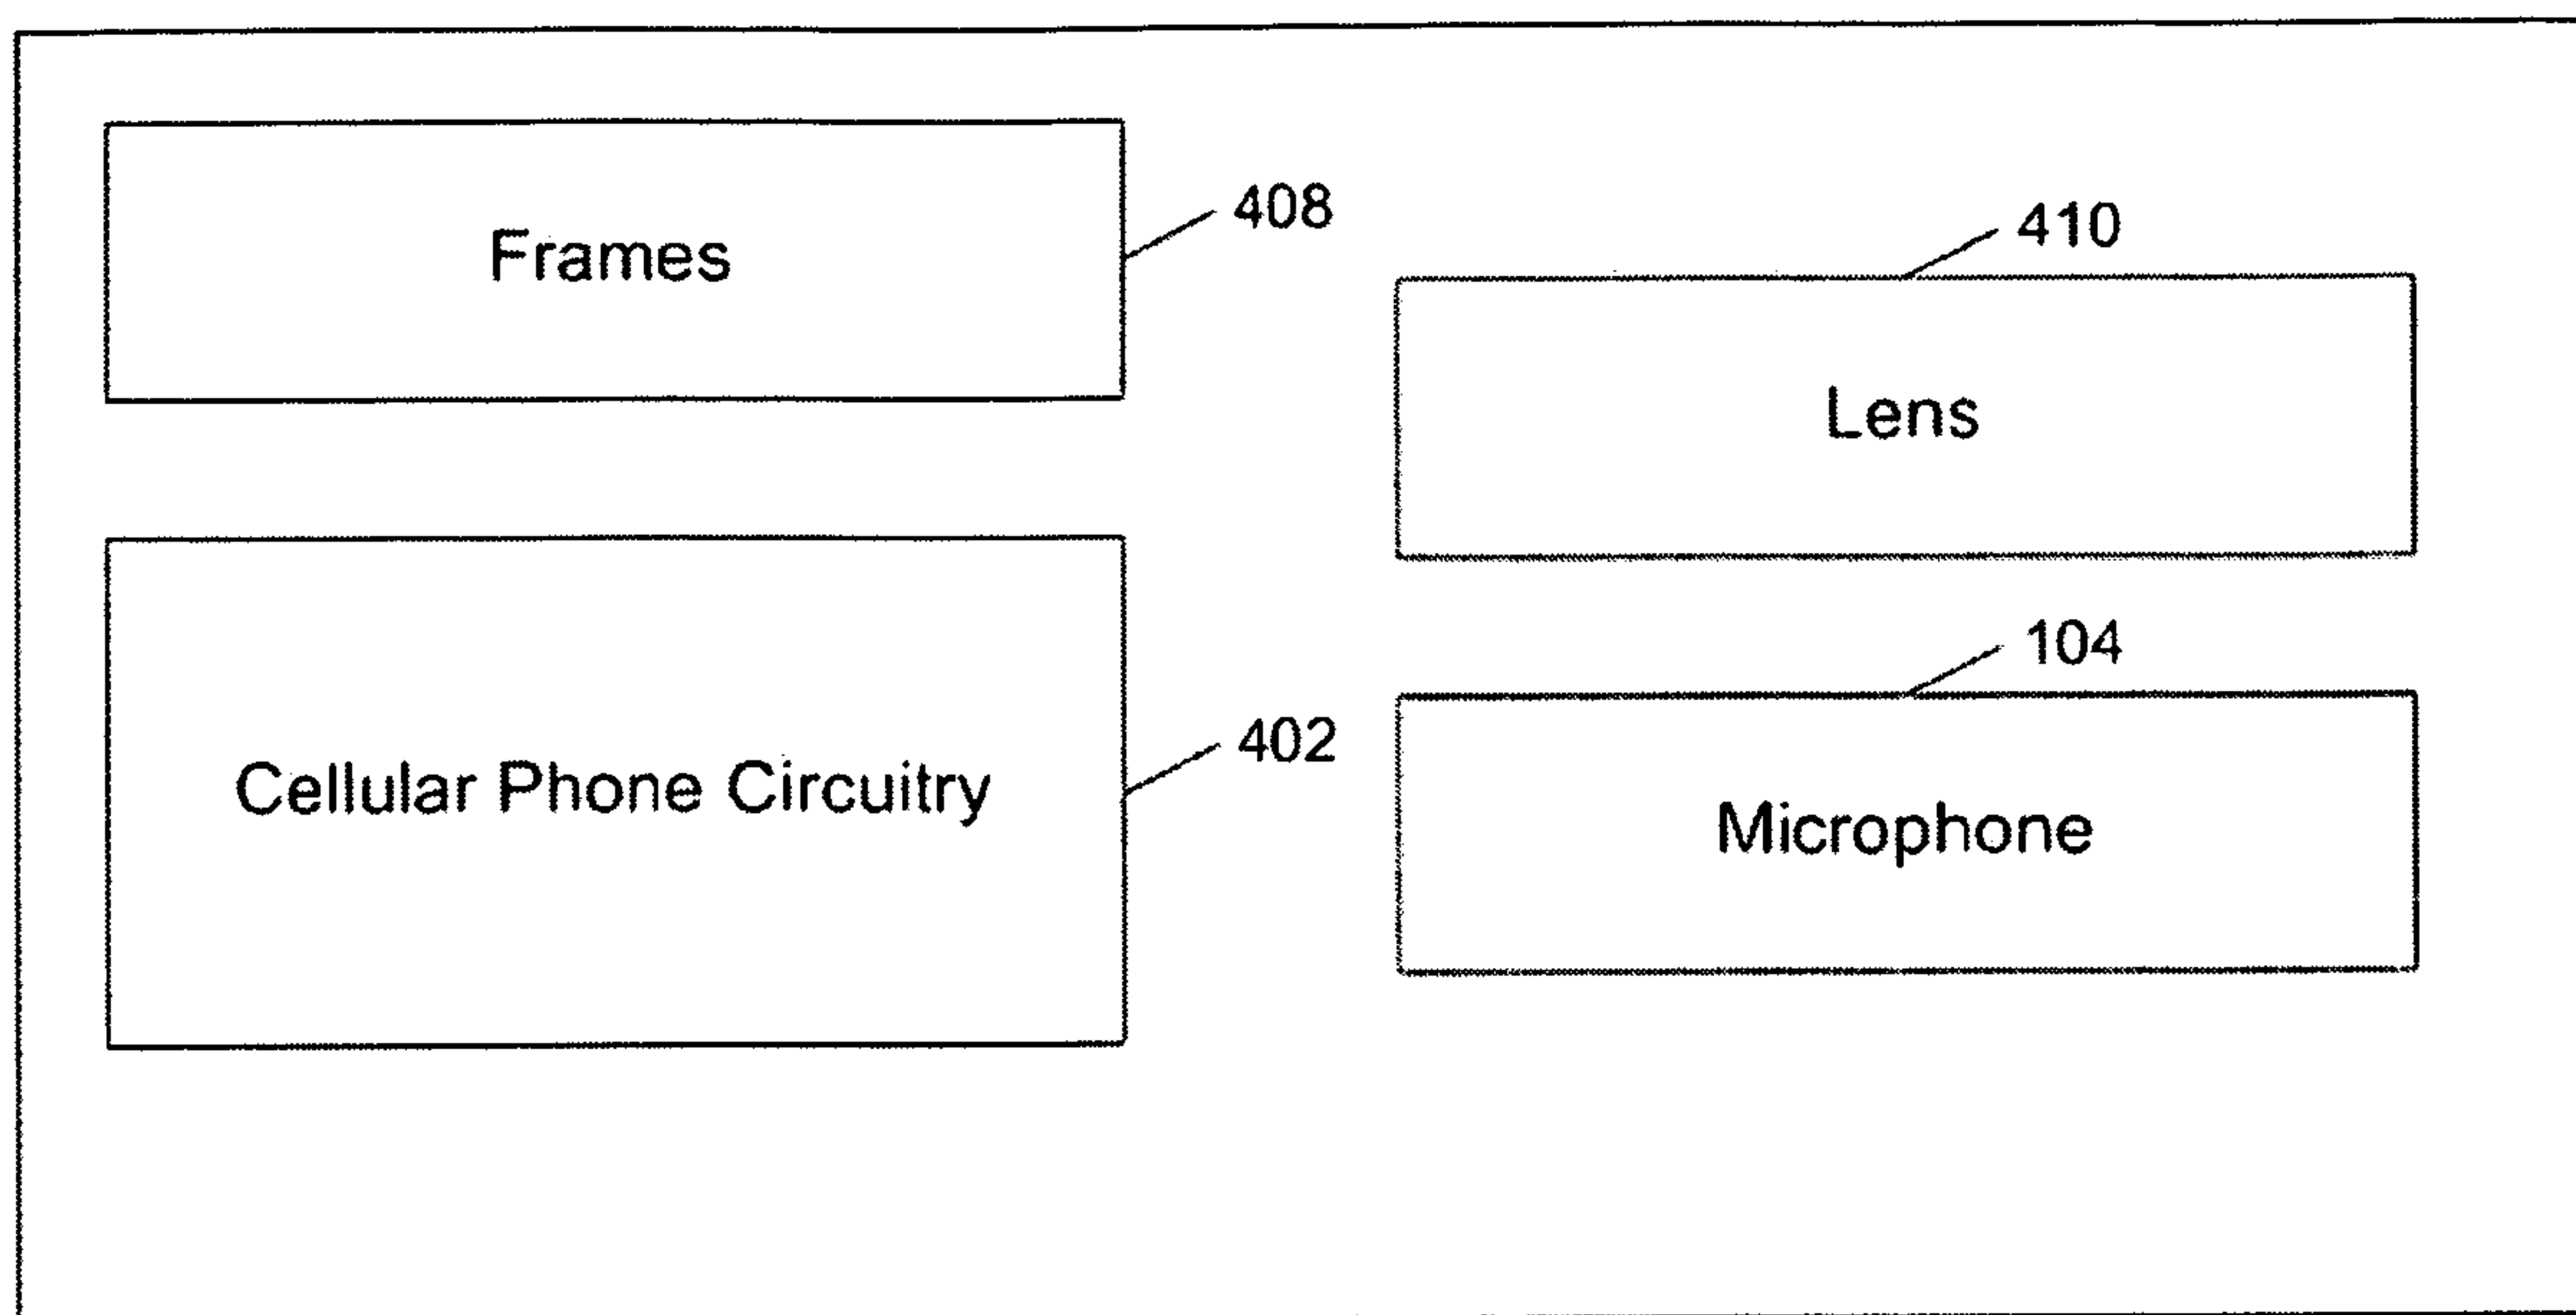 408
Frames
410
Lens
104
402
Cellular Phone Circuitry
Microphone